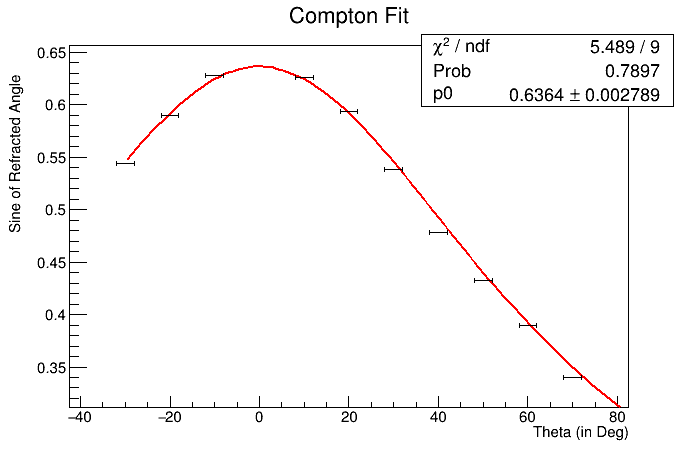 Compton Fit
χ² / ndf 5.489 / 9
Prob 0.7897
p0 0.6364 ± 0.002789
Sine of Refracted Angle
0.65
0.6
0.55
0.5
0.45
0.4
0.35
−40 −20 0 20 40 60 80
Theta (in Deg)